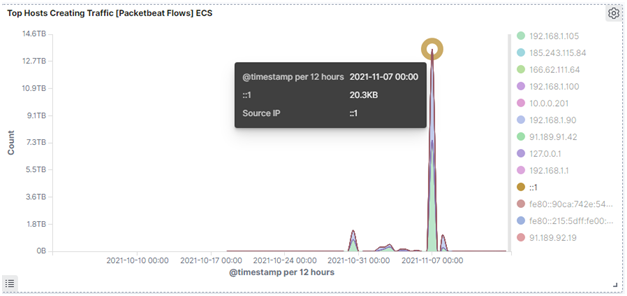 Top Hosts Creating Traffic [Packetbeat Flows] ECS
14.6TB
12.7TB
10.9TB
9.1TB
7.3TB
5.5TB
3.6TB
1.8TB
0B
Count
@timestamp per 12 hours 2021-11-07 00:00
::1 20.3KB
Source IP ::1
2021-10-10 00:00
2021-10-17 00:00
2021-10-24 00:00
2021-10-31 00:00
2021-11-07 00:00
@timestamp per 12 hours
192.168.1.105
185.243.115.84
166.62.111.64
192.168.1.100
10.0.0.201
192.168.1.90
91.189.91.42
127.0.0.1
192.168.1.1
::1
fe80::90ca:742e:54...
fe80::215:5dff:fe00:...
91.189.92.19